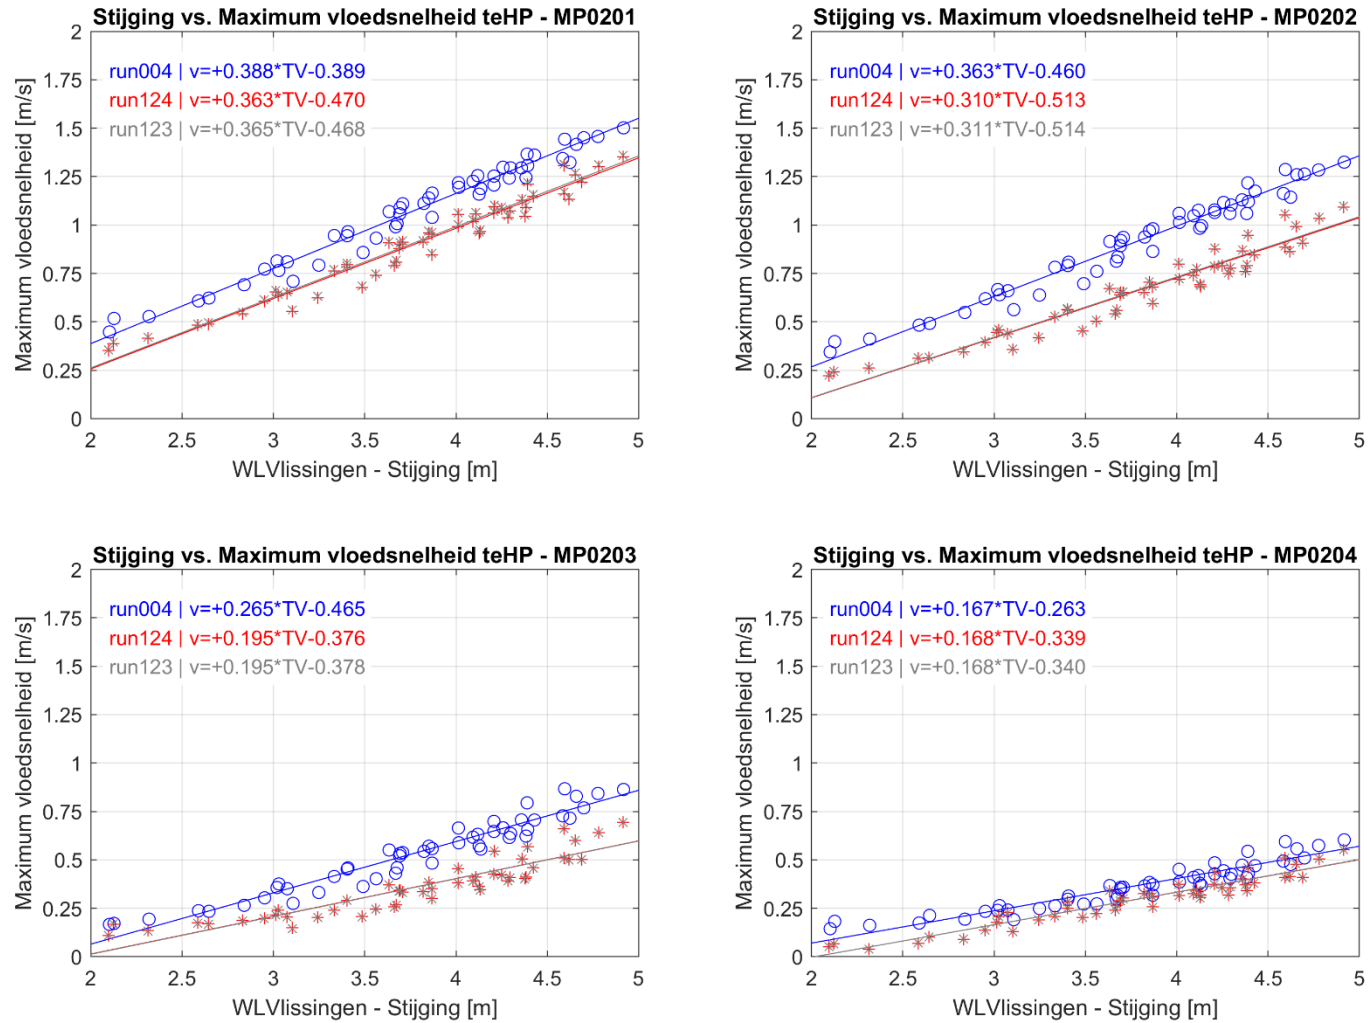 Stijging vs. Maximum vloedsnelheid teHP - MP0201
2
1.75
1.5
1.25
1
0.75
0.5
0.25
0
Maximum vloedsnelheid [m/s]
run004 | v=+0.388*TV-0.389
run124 | v=+0.363*TV-0.470
run123 | v=+0.365*TV-0.468
2 2.5 3 3.5 4 4.5 5
WLVlissingen - Stijging [m]
Stijging vs. Maximum vloedsnelheid teHP - MP0202
2
1.75
1.5
1.25
1
0.75
0.5
0.25
0
Maximum vloedsnelheid [m/s]
run004 | v=+0.363*TV-0.460
run124 | v=+0.310*TV-0.513
run123 | v=+0.311*TV-0.514
2 2.5 3 3.5 4 4.5 5
WLVlissingen - Stijging [m]
Stijging vs. Maximum vloedsnelheid teHP - MP0203
2
1.75
1.5
1.25
1
0.75
0.5
0.25
0
Maximum vloedsnelheid [m/s]
run004 | v=+0.265*TV-0.465
run124 | v=+0.195*TV-0.376
run123 | v=+0.195*TV-0.378
2 2.5 3 3.5 4 4.5 5
WLVlissingen - Stijging [m]
Stijging vs. Maximum vloedsnelheid teHP - MP0204
2
1.75
1.5
1.25
1
0.75
0.5
0.25
0
Maximum vloedsnelheid [m/s]
run004 | v=+0.167*TV-0.263
run124 | v=+0.168*TV-0.339
run123 | v=+0.168*TV-0.340
2 2.5 3 3.5 4 4.5 5
WLVlissingen - Stijging [m]